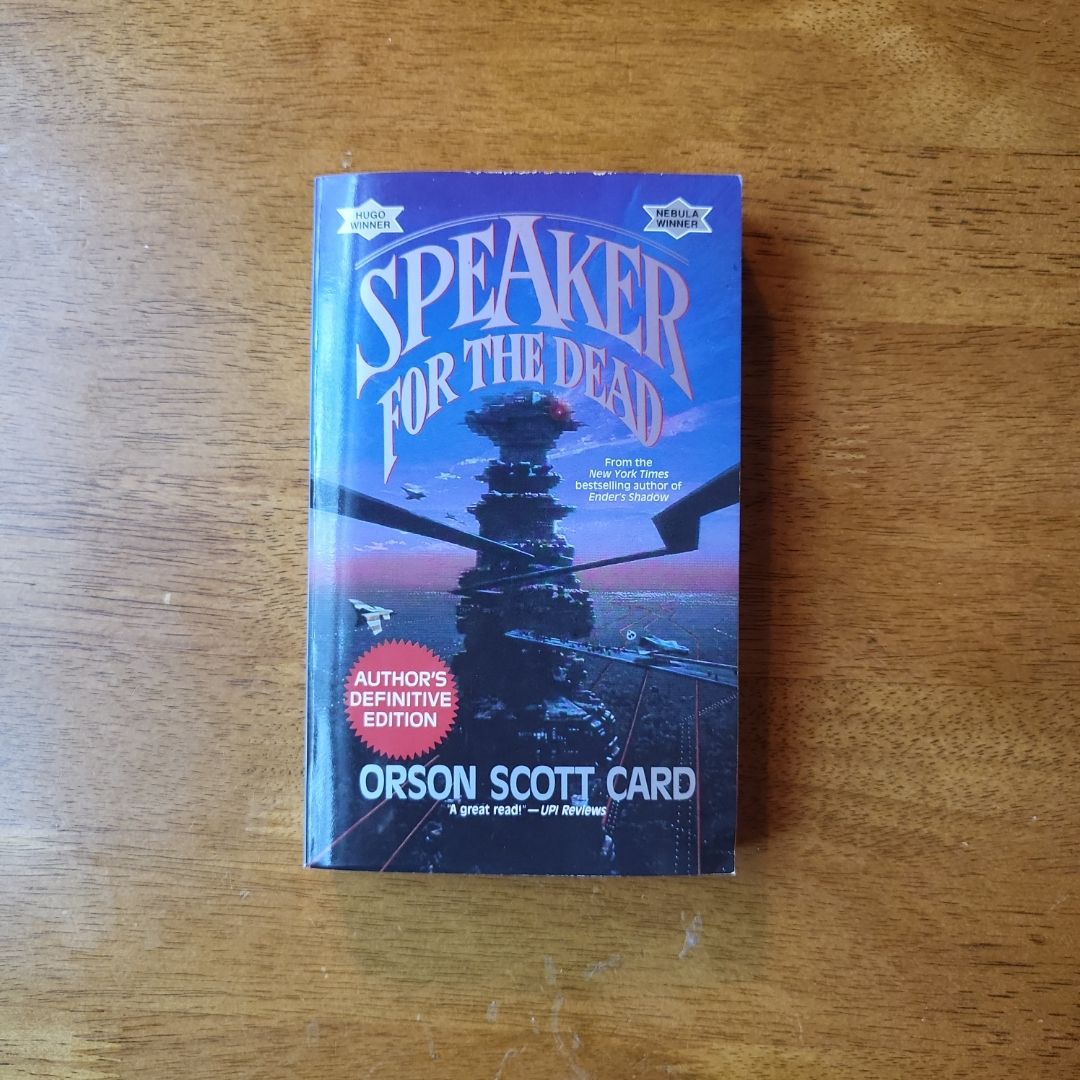 HUGO
WINNER
NEBULA
WINNER
SPEAKER
FOR THE DEAD
From the
New York Times
bestselling author of
Ender's Shadow
AUTHOR'S
DEFINITIVE
EDITION
ORSON SCOTT CARD
"A great read!" — UPI Reviews